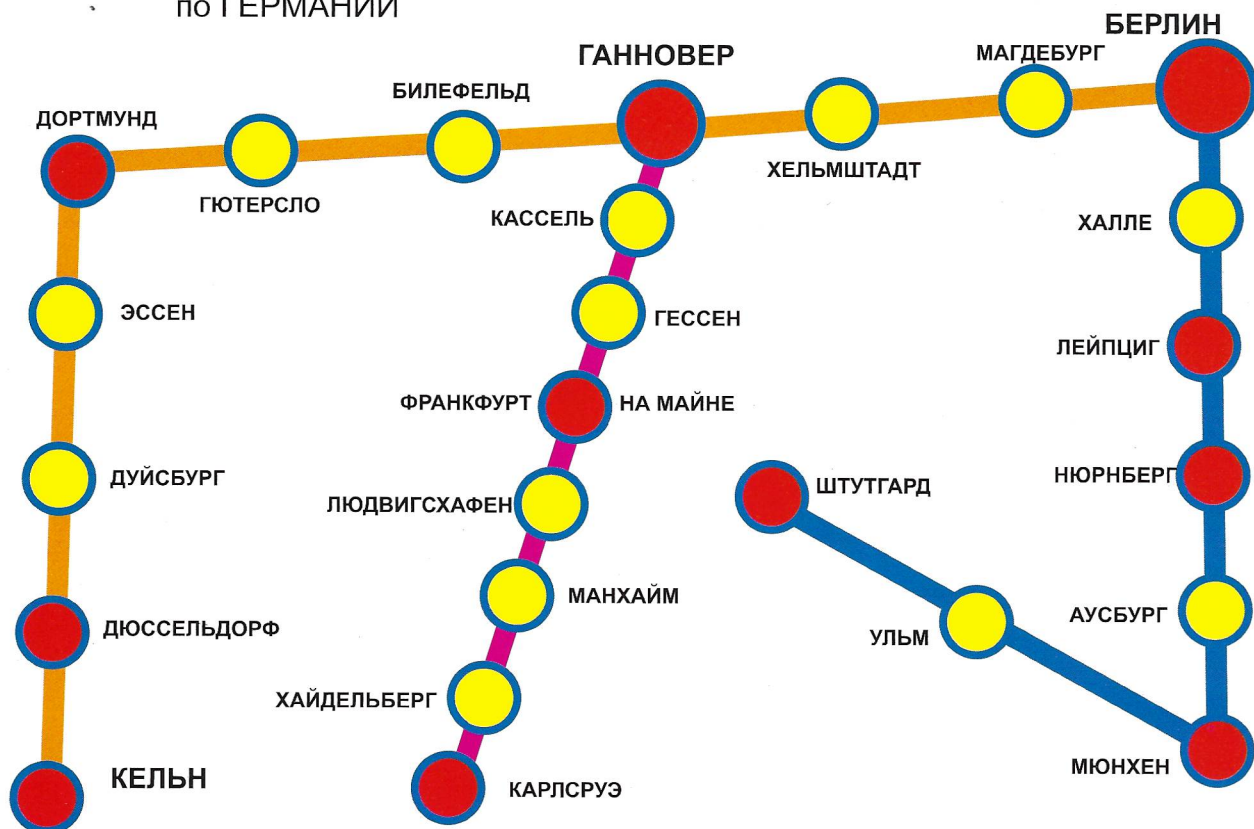 по ГЕРМАНИИ
БЕРЛИН
ГАННОВЕР
МАГДЕБУРГ
БИЛЕФЕЛЬД
ДОРТМУНД
ХЕЛЬМШТАДТ
ГЮТЕРСЛО
КАССЕЛЬ
ХАЛЛЕ
ЭССЕН
ГЕССЕН
ЛЕЙПЦИГ
ФРАНКФУРТ НА МАЙНЕ
ДУЙСБУРГ
ШТУТГАРД
НЮРНБЕРГ
ЛЮДВИГСХАФЕН
МАНХАЙМ
АУСБУРГ
ДЮССЕЛЬДОРФ
УЛЬМ
ХАЙДЕЛЬБЕРГ
МЮНХЕН
КЕЛЬН
КАРЛСРУЭ